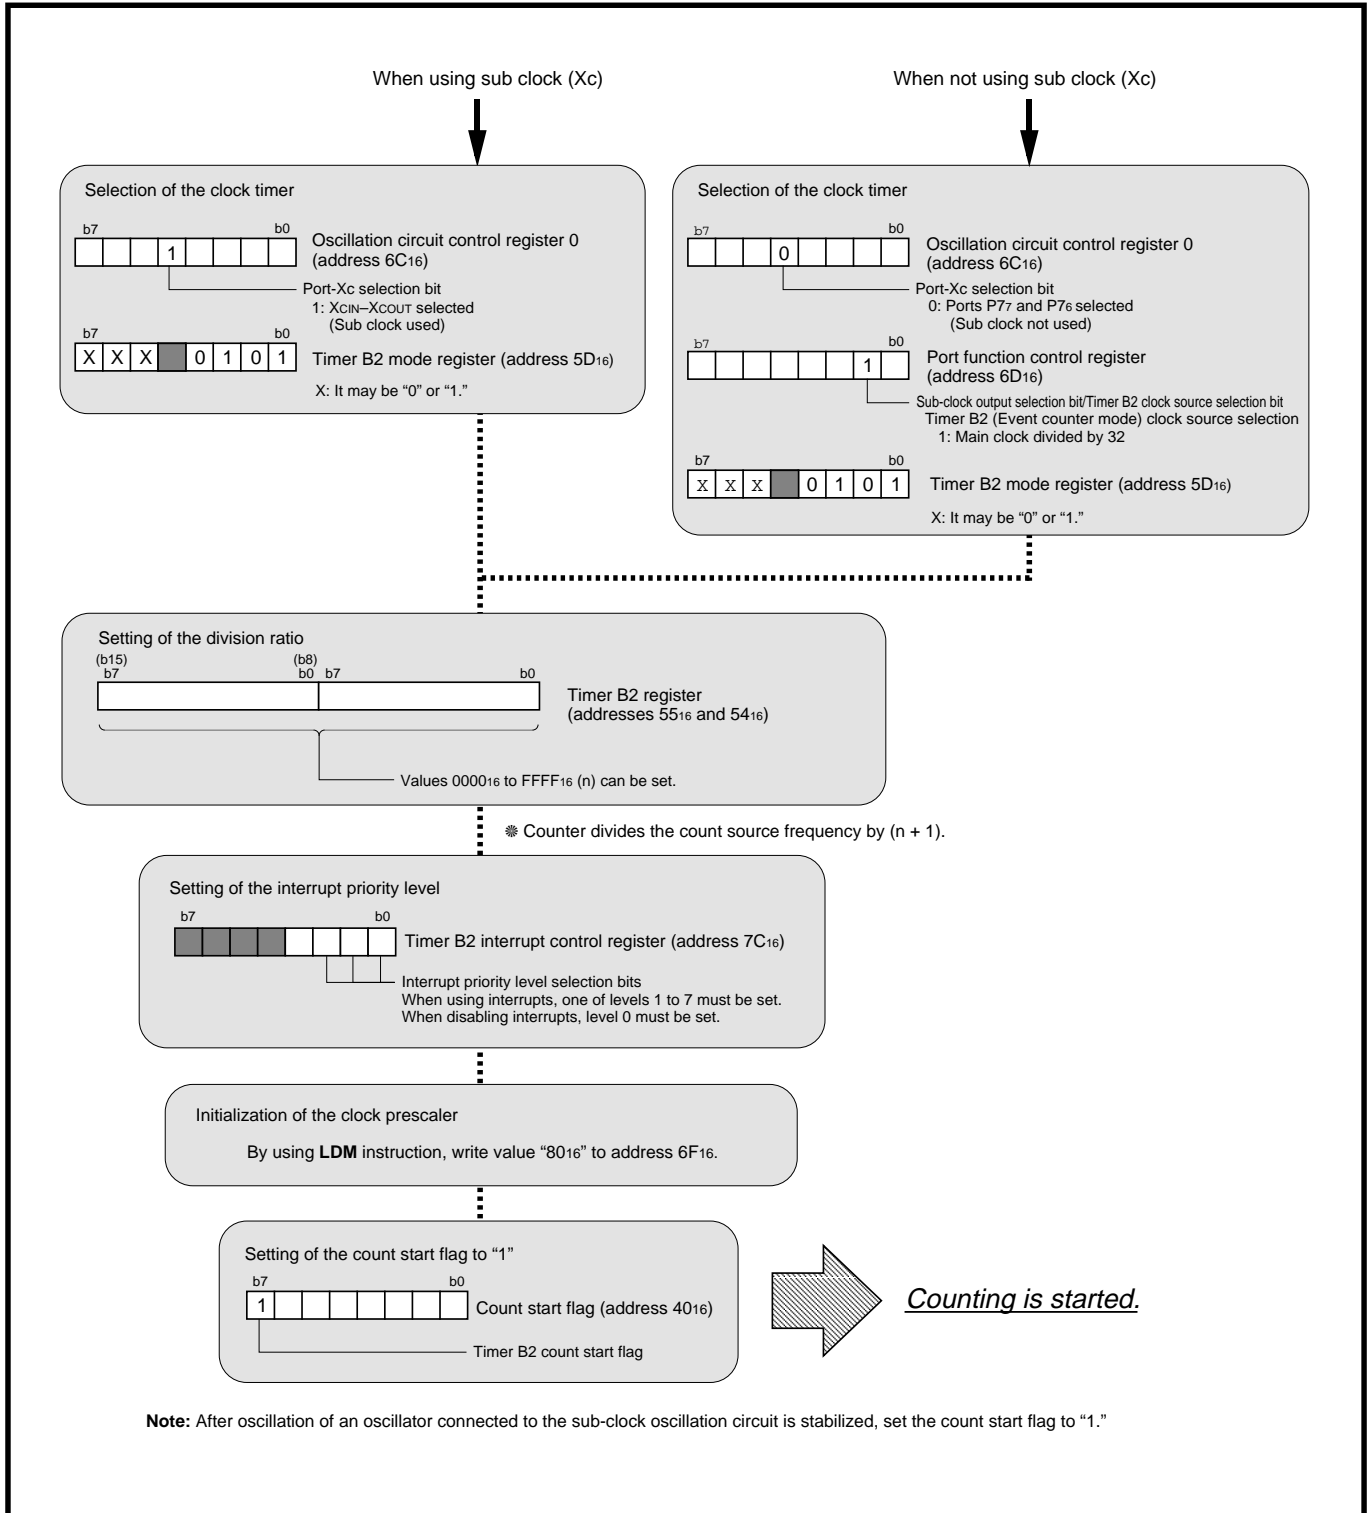 When using sub clock (Xc)
When not using sub clock (Xc)
Selection of the clock timer
b7 b0
1
Oscillation circuit control register 0
(address 6C16)
Port-Xc selection bit
1: XCIN–XCOUT selected
(Sub clock used)
b7 b0
X X X 0 1 0 1
Timer B2 mode register (address 5D16)
X: It may be “0” or “1.”
Selection of the clock timer
b7 b0
0
Oscillation circuit control register 0
(address 6C16)
Port-Xc selection bit
0: Ports P77 and P76 selected
(Sub clock not used)
b7 b0
1
Port function control register
(address 6D16)
Sub-clock output selection bit/Timer B2 clock source selection bit
Timer B2 (Event counter mode) clock source selection
1: Main clock divided by 32
b7 b0
X X X 0 1 0 1
Timer B2 mode register (address 5D16)
X: It may be “0” or “1.”
Setting of the division ratio
(b15) (b8)
b7 b0 b7 b0
Timer B2 register
(addresses 5516 and 5416)
Values 000016 to FFFF16 (n) can be set.
❋ Counter divides the count source frequency by (n + 1).
Setting of the interrupt priority level
b7 b0
Timer B2 interrupt control register (address 7C16)
Interrupt priority level selection bits
When using interrupts, one of levels 1 to 7 must be set.
When disabling interrupts, level 0 must be set.
Initialization of the clock prescaler
By using LDM instruction, write value “8016” to address 6F16.
Setting of the count start flag to “1”
b7 b0
1
Count start flag (address 4016)
Timer B2 count start flag
Counting is started.
Note: After oscillation of an oscillator connected to the sub-clock oscillation circuit is stabilized, set the count start flag to “1.”